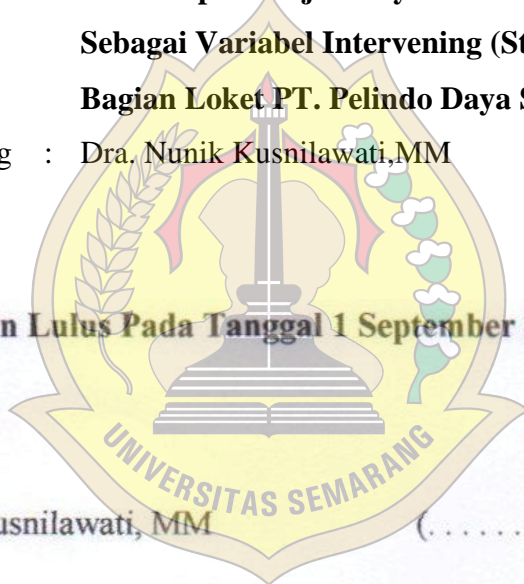 Sebagai Variabel Intervening (St
Bagian Loket PT. Pelindo Daya S
g : Dra. Nunik Kusnilawati,MM
n Lulus Pada Tanggal 1 September
UNIVERSITAS SEMARANG
usnilawati, MM (. . . . . .